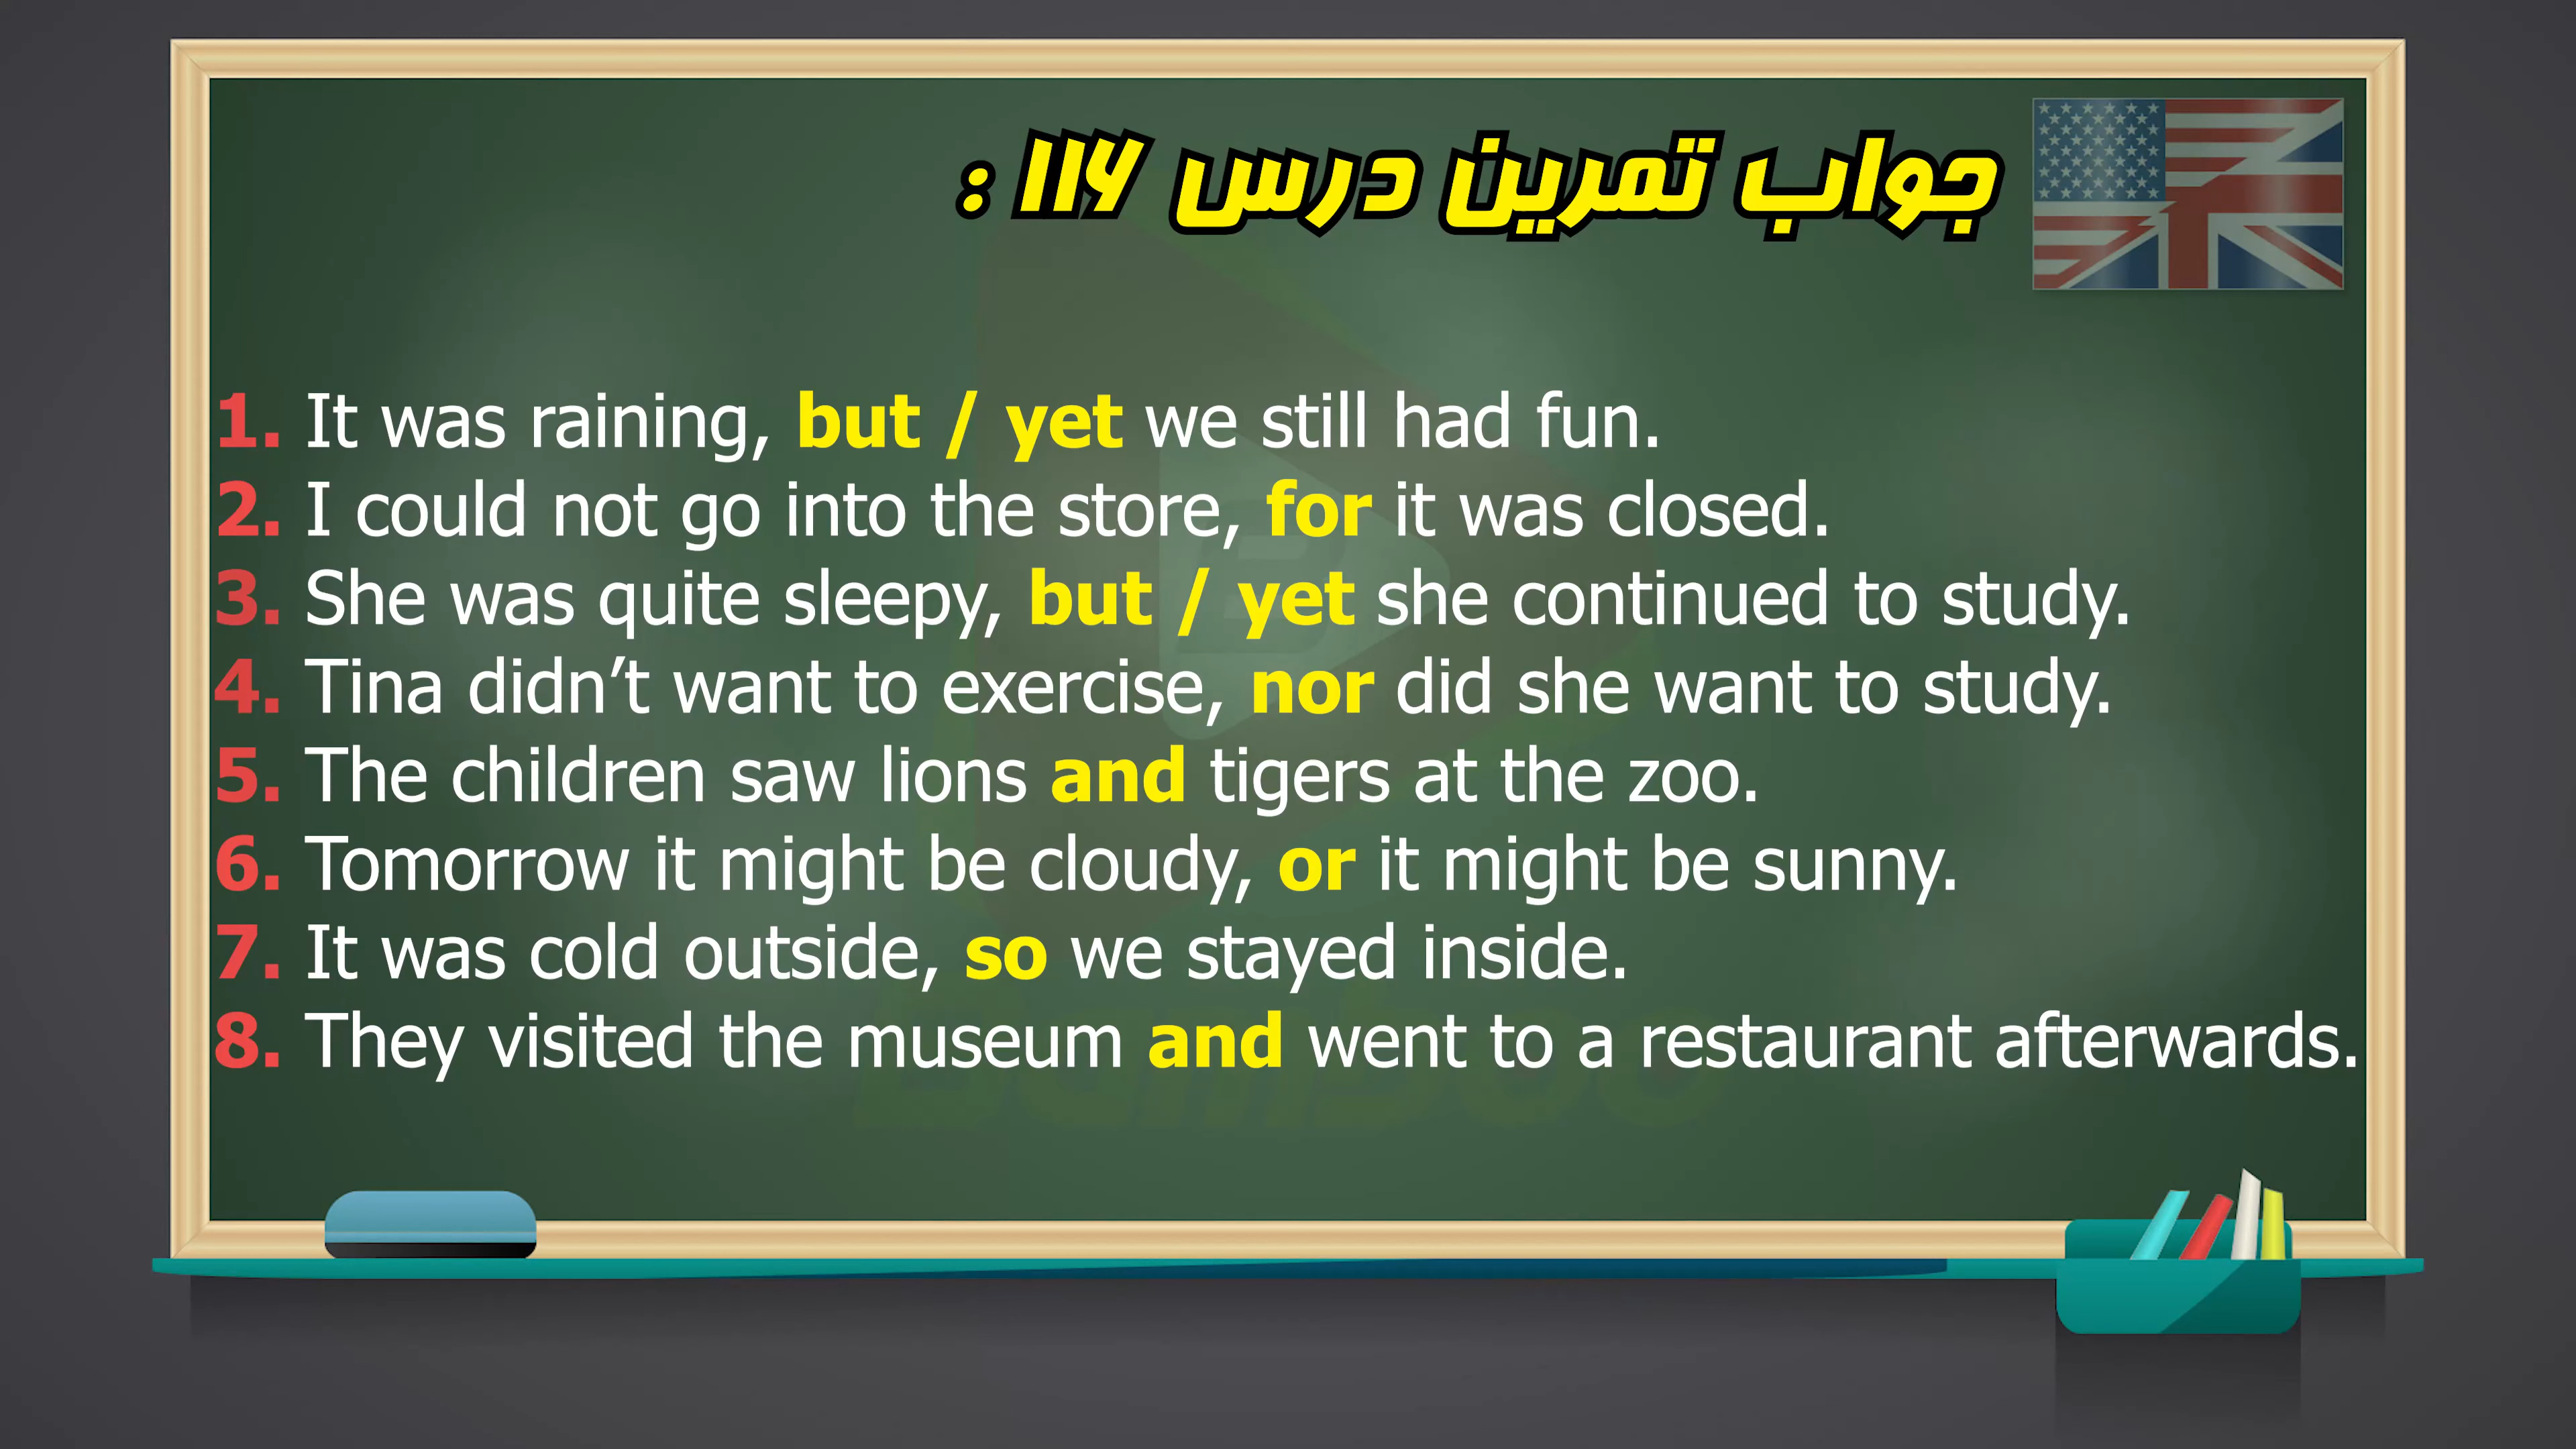 جواب تمرین درس ۱۱۶ :
1. It was raining, but / yet we still had fun.
2. I could not go into the store, for it was closed.
3. She was quite sleepy, but / yet she continued to study.
4. Tina didn’t want to exercise, nor did she want to study.
5. The children saw lions and tigers at the zoo.
6. Tomorrow it might be cloudy, or it might be sunny.
7. It was cold outside, so we stayed inside.
8. They visited the museum and went to a restaurant afterwards.